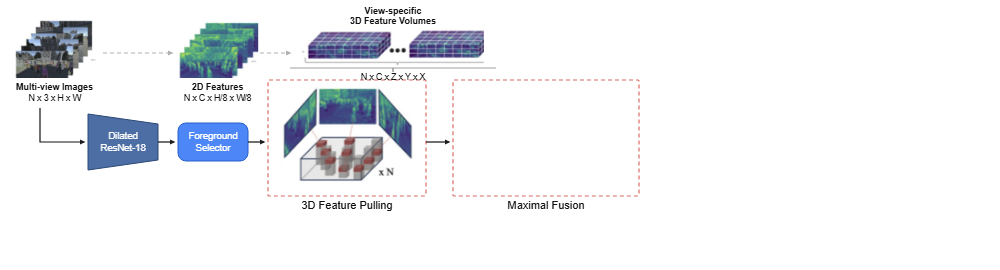 View-specific
3D Feature Volumes
Multi-view Images
N x 3 x H x W
2D Features
N x C x H/8 x W/8
N x C x Z x Y x X
Dilated
ResNet-18
Foreground
Selector
x N
3D Feature Pulling
Maximal Fusion